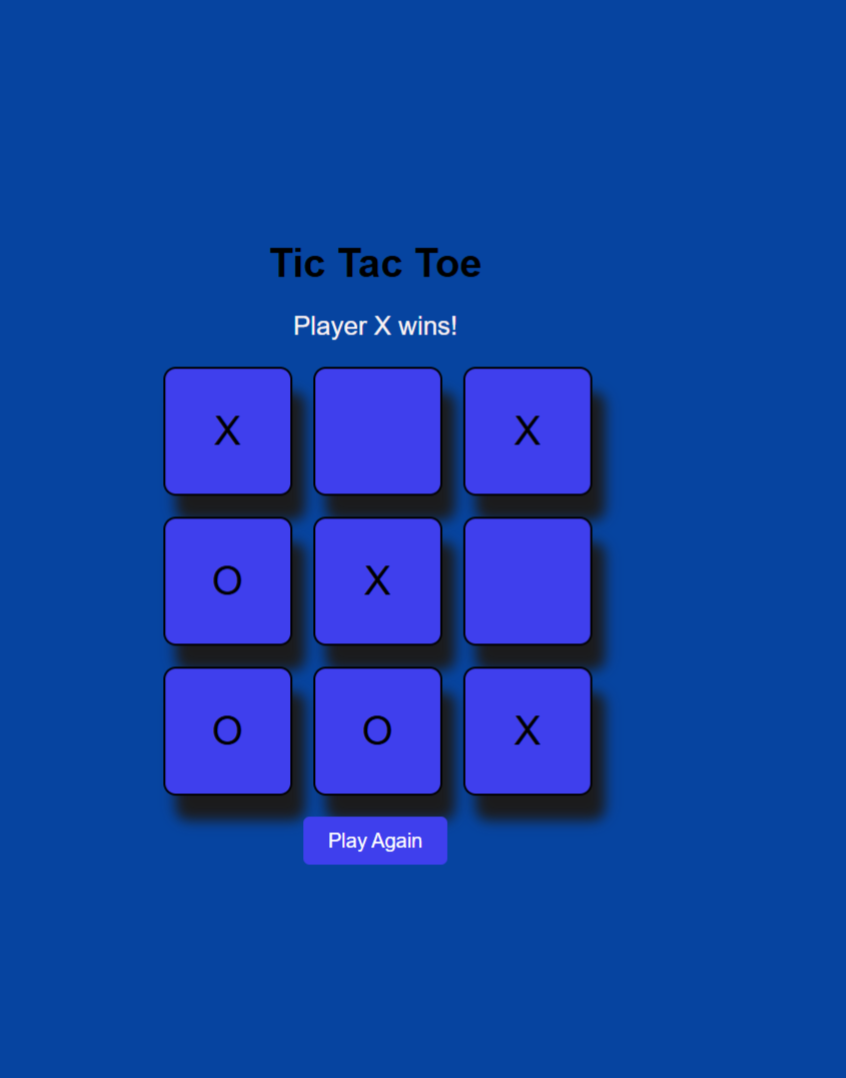 Tic Tac Toe
Player X wins!
X X
O X
O O X
Play Again